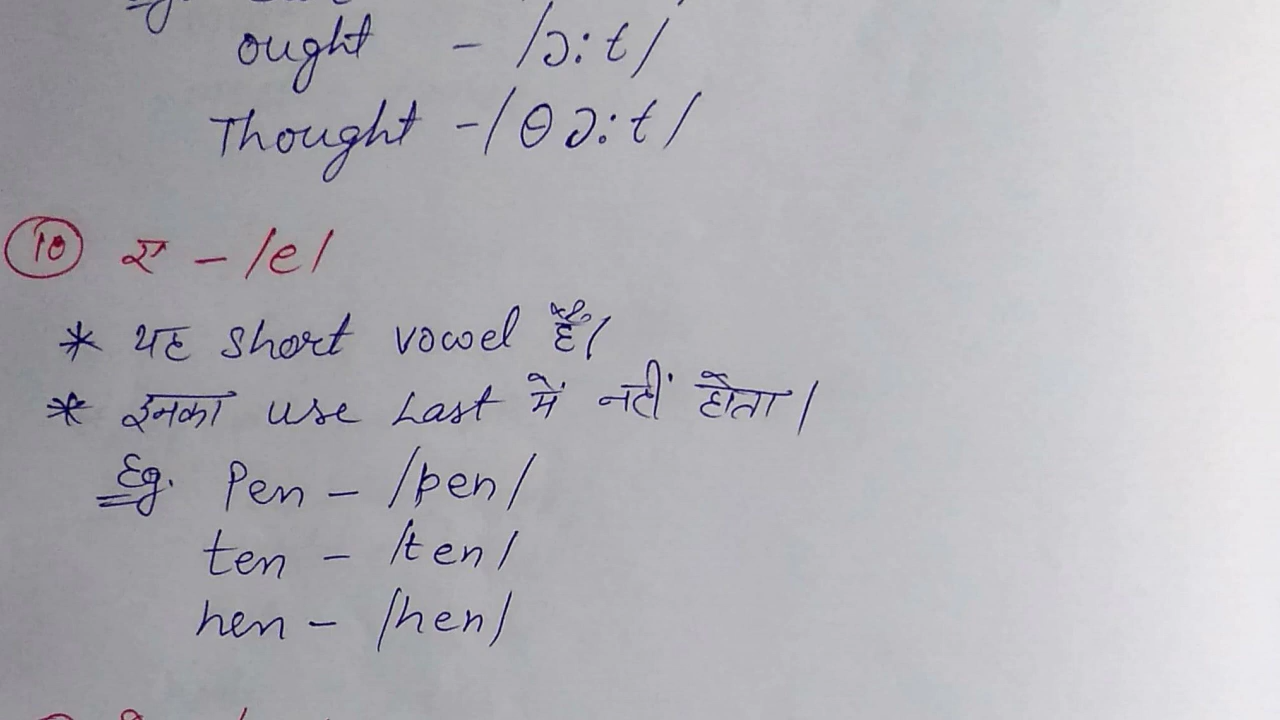 ought - /ɔ:t/
Thought - /θɔ:t/
10 ए - /e/
* यह short vowel है।
* इनका use Last में नहीं होता।
Eg. Pen - /pen/
ten - /ten/
hen - /hen/